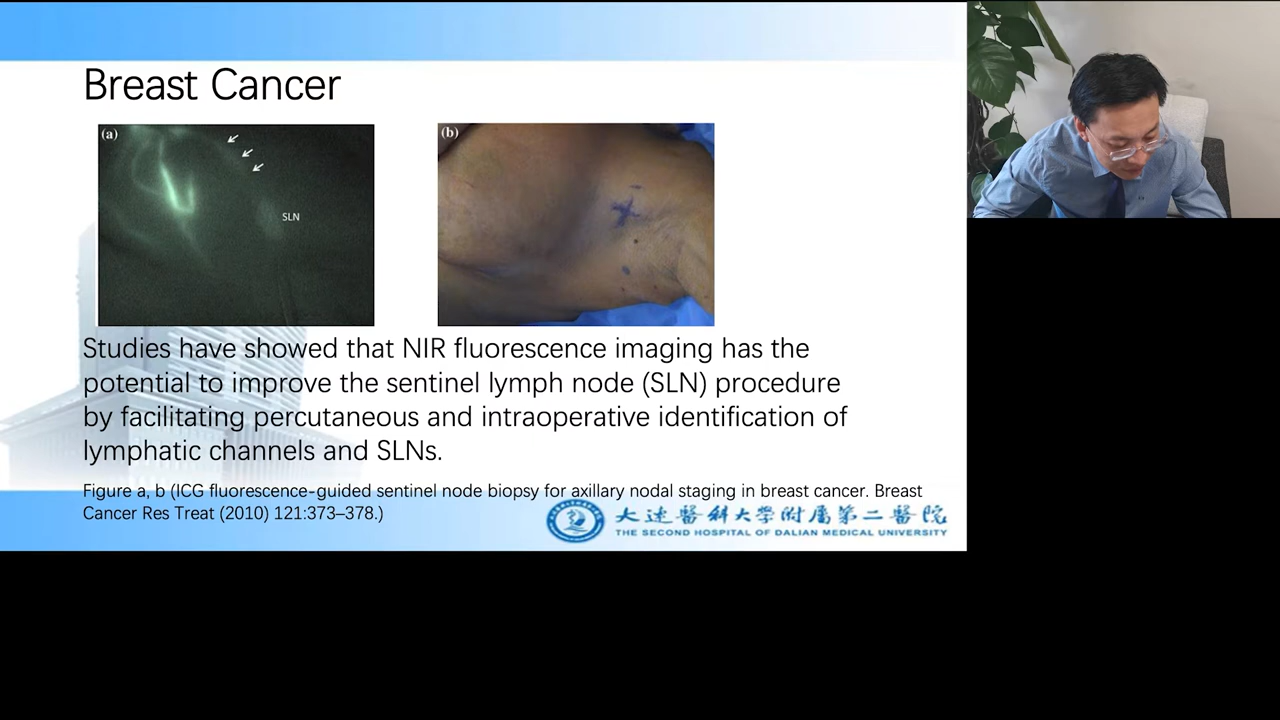 Breast Cancer
(a)
SLN
(b)
Studies have showed that NIR fluorescence imaging has the
potential to improve the sentinel lymph node (SLN) procedure
by facilitating percutaneous and intraoperative identification of
lymphatic channels and SLNs.
Figure a, b (ICG fluorescence-guided sentinel node biopsy for axillary nodal staging in breast cancer. Breast
Cancer Res Treat (2010) 121:373–378.)
大连醫科大学附属第二醫院
THE SECOND HOSPITAL OF DALIAN MEDICAL UNIVERSITY